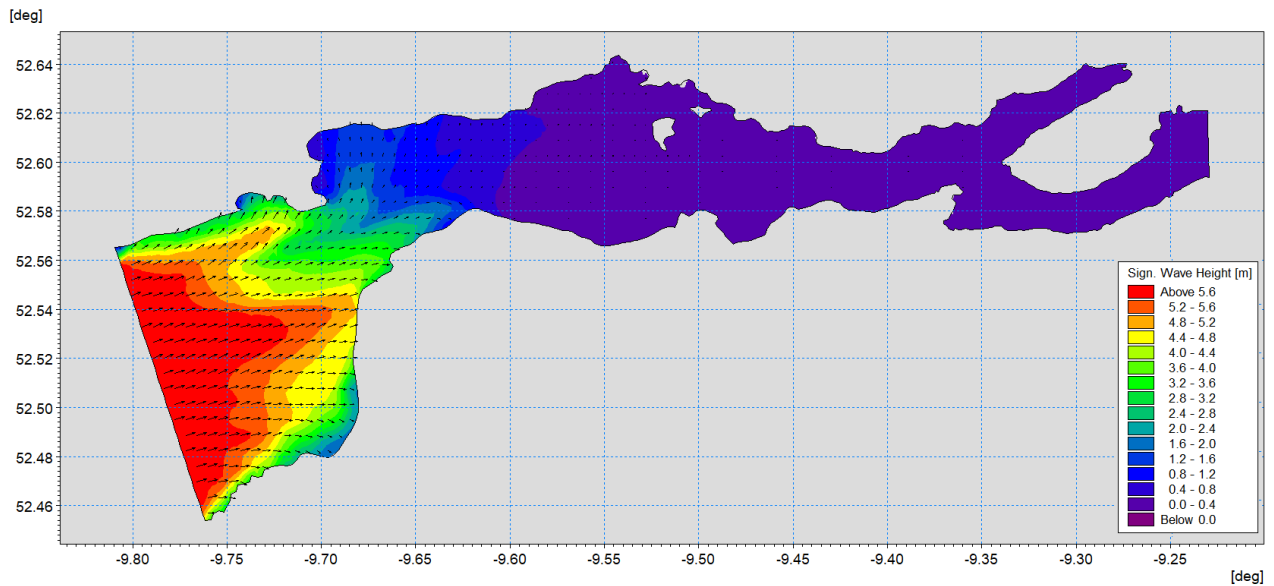 [deg]
52.64
52.62
52.60
52.58
52.56
52.54
52.52
52.50
52.48
52.46
Sign. Wave Height [m]
Above 5.6
5.2 - 5.6
4.8 - 5.2
4.4 - 4.8
4.0 - 4.4
3.6 - 4.0
3.2 - 3.6
2.8 - 3.2
2.4 - 2.8
2.0 - 2.4
1.6 - 2.0
1.2 - 1.6
0.8 - 1.2
0.4 - 0.8
0.0 - 0.4
Below 0.0
-9.80 -9.75 -9.70 -9.65 -9.60 -9.55 -9.50 -9.45 -9.40 -9.35 -9.30 -9.25
[deg]